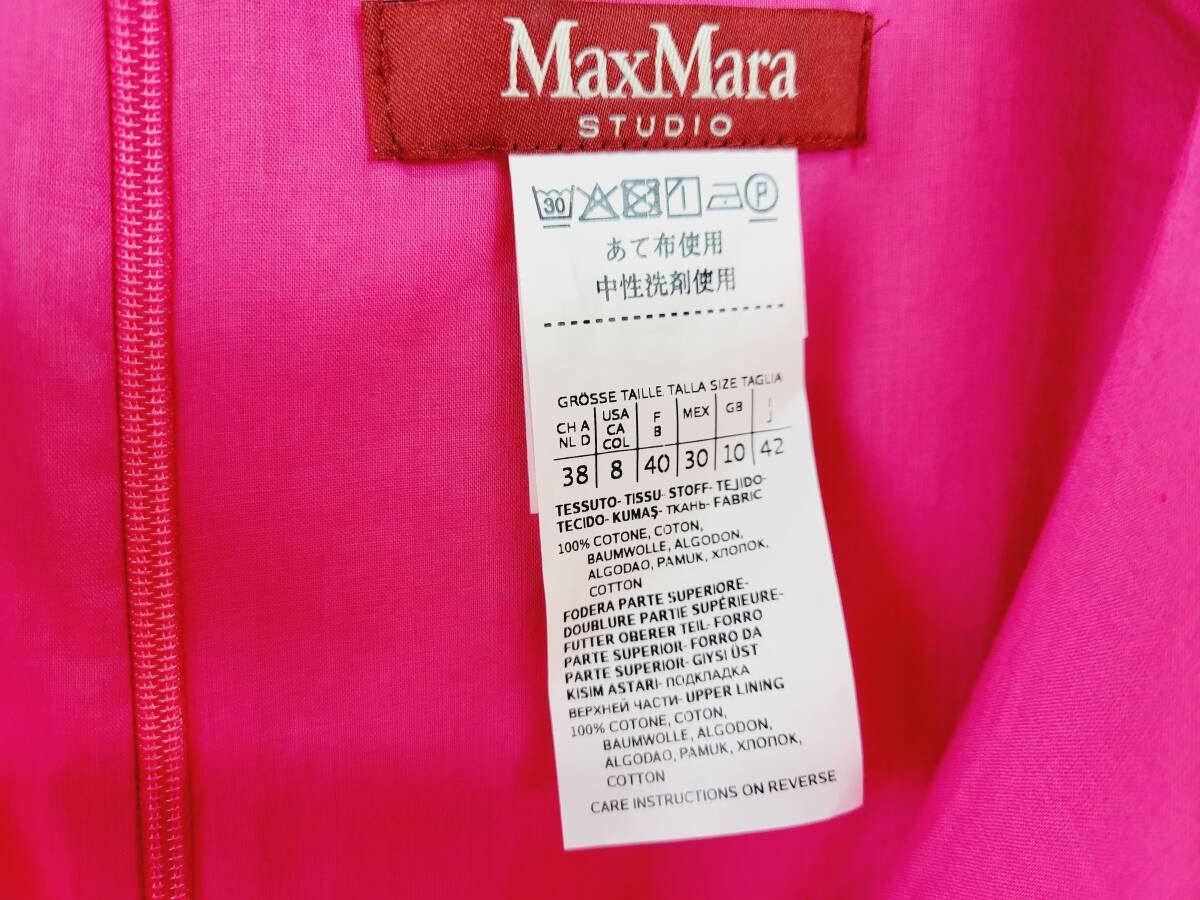 MaxMara
STUDIO
30 P
あて布使用
中性洗剤使用
GRÖSSE TAILLE TALLA SIZE TAGLIA
CH A USA F MEX GB I
NL D CA B J
COL
38 8 40 30 10 42
TESSUTO- TISSU- STOFF- TEJIDO-
TECIDO- KUMAŞ- ТКАНЬ- FABRIC
100% COTONE, COTON,
BAUMWOLLE, ALGODON,
ALGODAO, PAMUK, ХЛОПОК,
COTTON
FODERA PARTE SUPERIORE-
DOUBLURE PARTIE SUPÉRIEURE-
FUTTER OBERER TEIL- FORRO
PARTE SUPERIOR- FORRO DA
PARTE SUPERIOR- GIYSI ÜST
KISIM ASTARI- ПОДКЛАДКА
ВЕРХНЕЙ ЧАСТИ- UPPER LINING
100% COTONE, COTON,
BAUMWOLLE, ALGODON,
ALGODAO, PAMUK, ХЛОПОК,
COTTON
CARE INSTRUCTIONS ON REVERSE